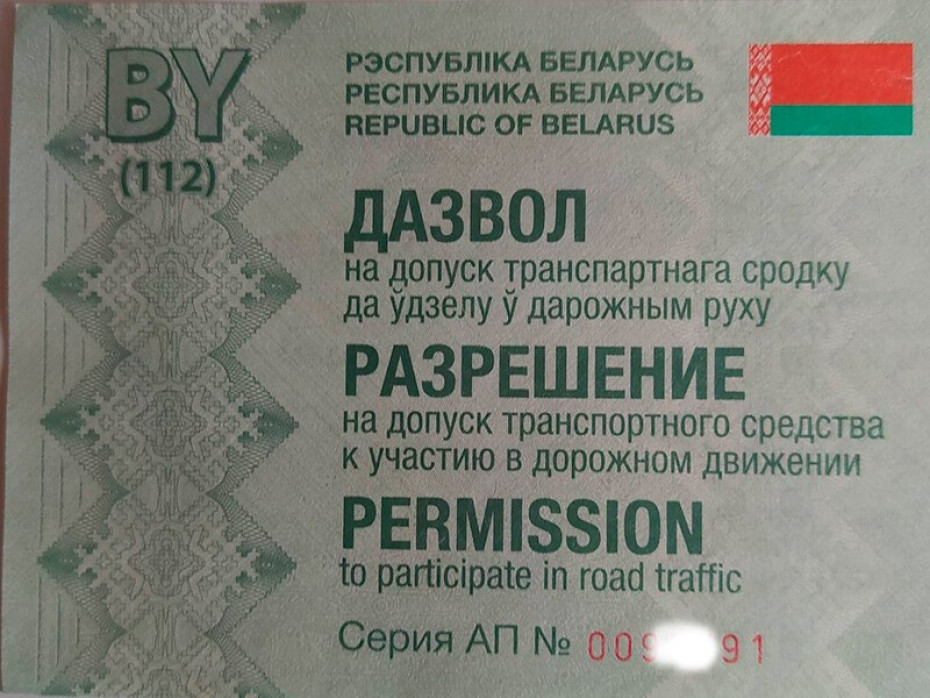 BY
(112)
РЭСПУБЛІКА БЕЛАРУСЬ
РЕСПУБЛИКА БЕЛАРУСЬ
REPUBLIC OF BELARUS
ДАЗВОЛ
на допуск транспартнага сродку
да ўдзелу ў дарожным руху
РАЗРЕШЕНИЕ
на допуск транспортного средства
к участию в дорожном движении
PERMISSION
to participate in road traffic
Серия АП №